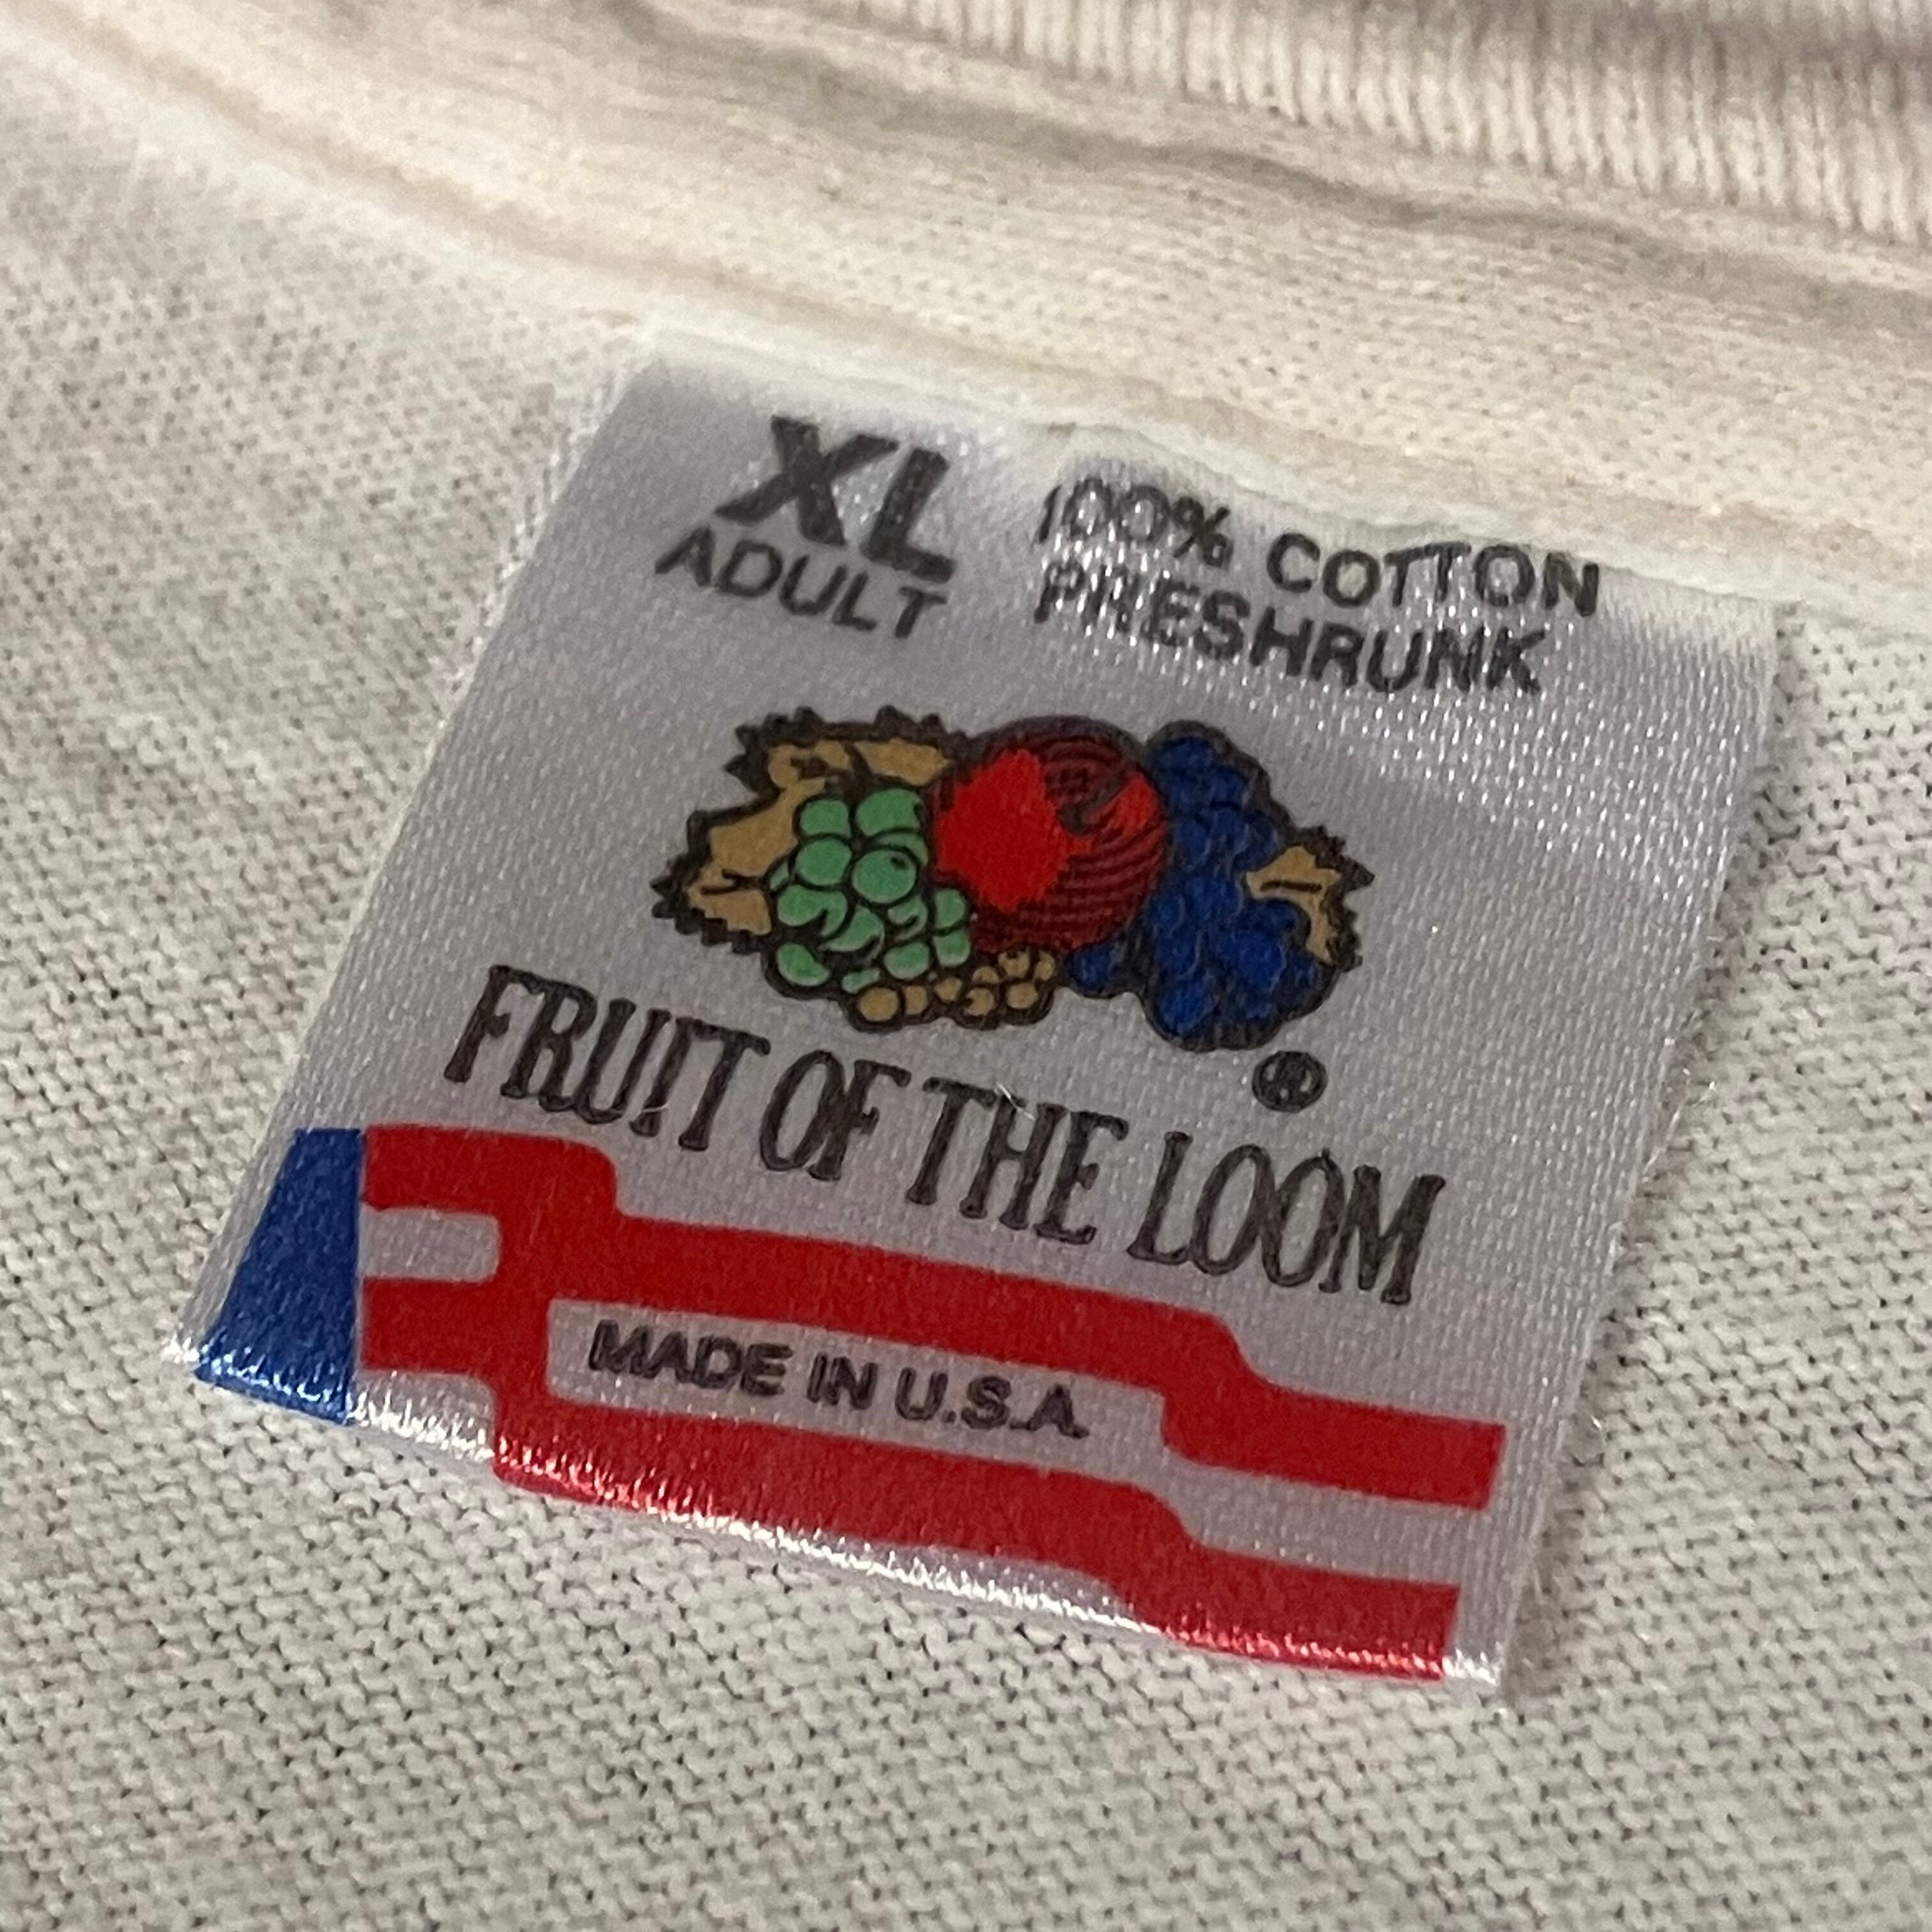 XL
ADULT
100% COTTON
PRESHRUNK
®
FRUIT OF THE LOOM
MADE IN U.S.A.